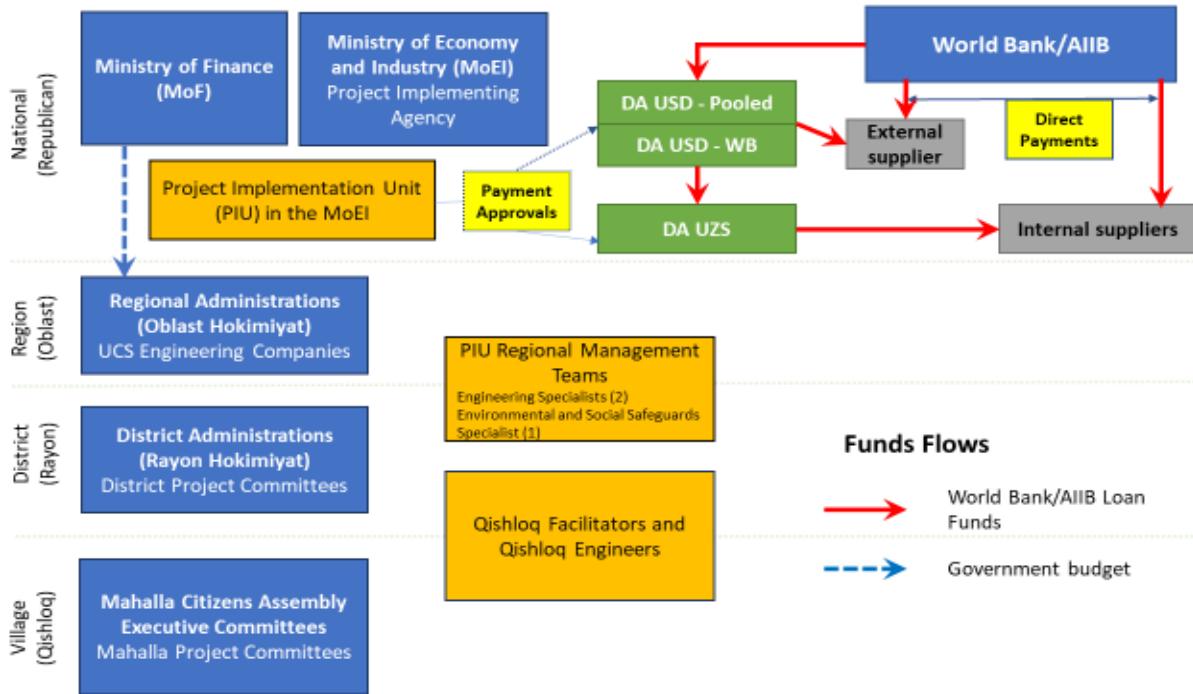 National
(Republican)
Ministry of Finance
(MoF)
Ministry of Economy
and Industry (MoEI)
Project Implementing
Agency
World Bank/AIIB
DA USD - Pooled
DA USD - WB
External
supplier
Direct
Payments
Project Implementation Unit
(PIU) in the MoEI
Payment
Approvals
DA UZS
Internal suppliers
Region
(Oblast)
Regional Administrations
(Oblast Hokimiyat)
UCS Engineering Companies
PIU Regional Management
Teams
Engineering Specialists (2)
Environmental and Social Safeguards
Specialist (1)
District
(Rayon)
District Administrations
(Rayon Hokimiyat)
District Project Committees
Funds Flows
World Bank/AIIB Loan
Funds
Government budget
Qishloq Facilitators and
Qishloq Engineers
Village
(Qishloq)
Mahalla Citizens Assembly
Executive Committees
Mahalla Project Committees